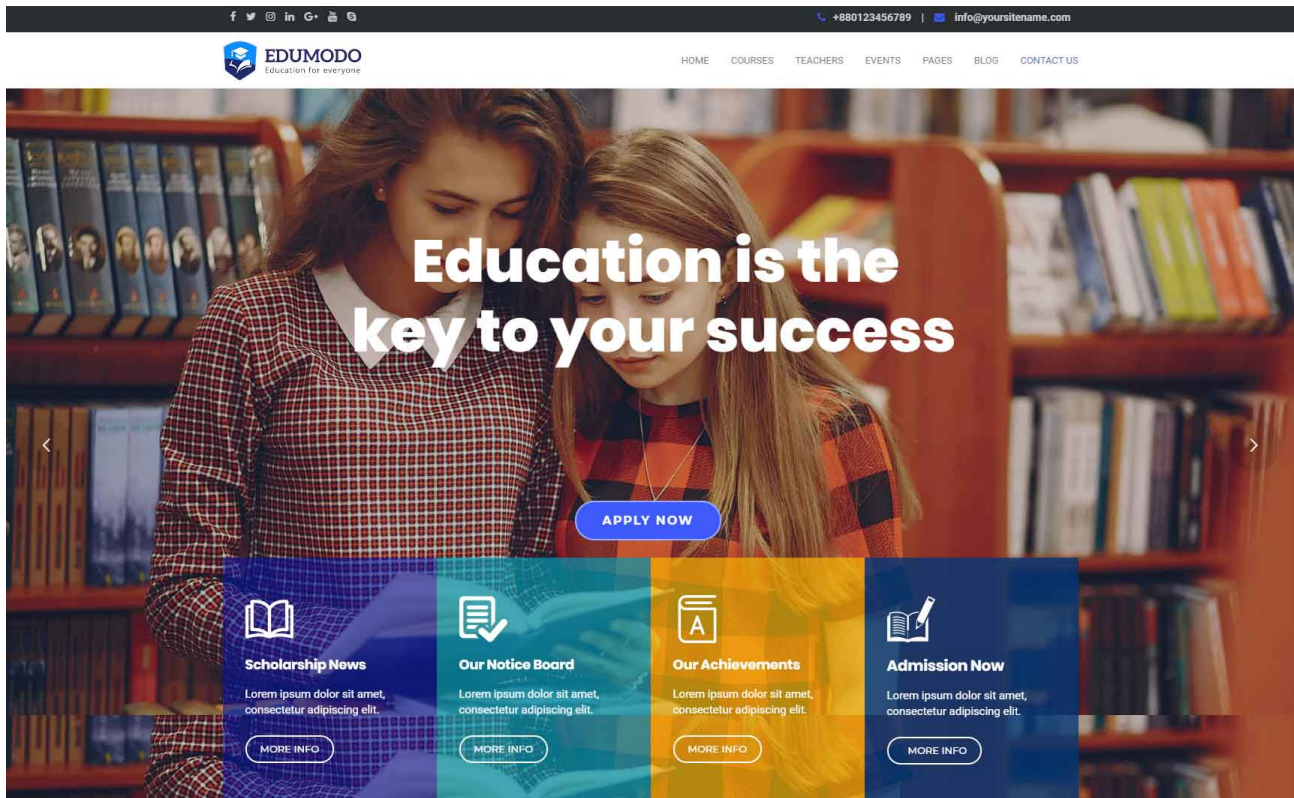 +880123456789 | info@yoursitename.com
EDUMODO
Education for everyone
HOME COURSES TEACHERS EVENTS PAGES BLOG CONTACT US
Education is the
key to your success
APPLY NOW
Scholarship News
Lorem ipsum dolor sit amet,
consectetur adipiscing elit.
MORE INFO
Our Notice Board
Lorem ipsum dolor sit amet,
consectetur adipiscing elit.
MORE INFO
A
Our Achievements
Lorem ipsum dolor sit amet,
consectetur adipiscing elit.
MORE INFO
Admission Now
Lorem ipsum dolor sit amet,
consectetur adipiscing elit.
MORE INFO